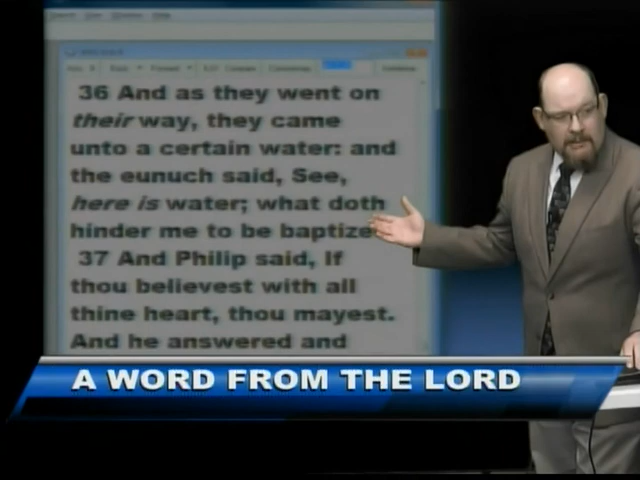 36 And as they went on
their way, they came
unto a certain water: and
the eunuch said, See,
here is water; what doth
hinder me to be baptize
37 And Philip said, If
thou believest with all
thine heart, thou mayest.
And he answered and
A WORD FROM THE LORD